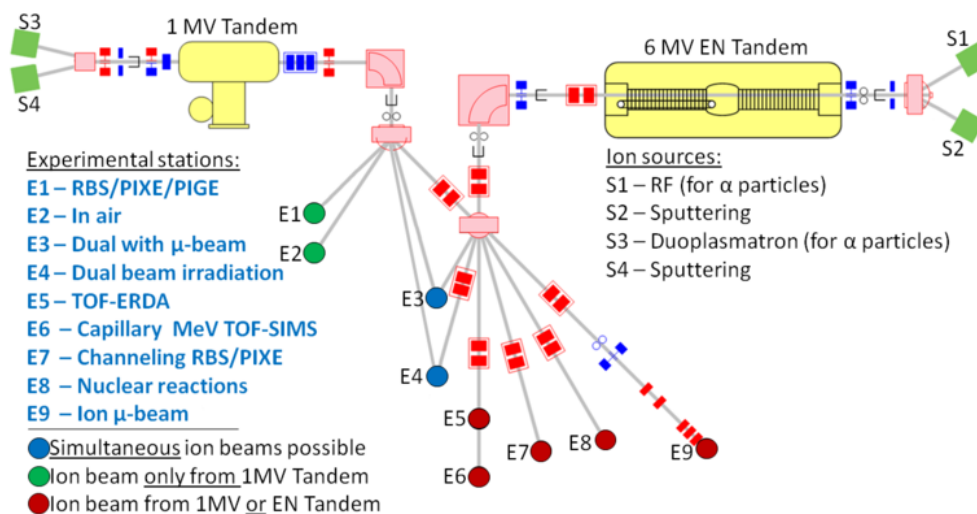 S3
1 MV Tandem
6 MV EN Tandem
S1
S4
S2
Experimental stations:
E1 – RBS/PIXE/PIGE
E2 – In air
E3 – Dual with μ-beam
E4 – Dual beam irradiation
E5 – TOF-ERDA
E6 – Capillary MeV TOF-SIMS
E7 – Channeling RBS/PIXE
E8 – Nuclear reactions
E9 – Ion μ-beam
Simultaneous ion beams possible
Ion beam only from 1MV Tandem
Ion beam from 1MV or EN Tandem
Ion sources:
S1 – RF (for α particles)
S2 – Sputtering
S3 – Duoplasmatron (for α particles)
S4 – Sputtering
E1
E2
E3
E4
E5
E6
E7
E8
E9